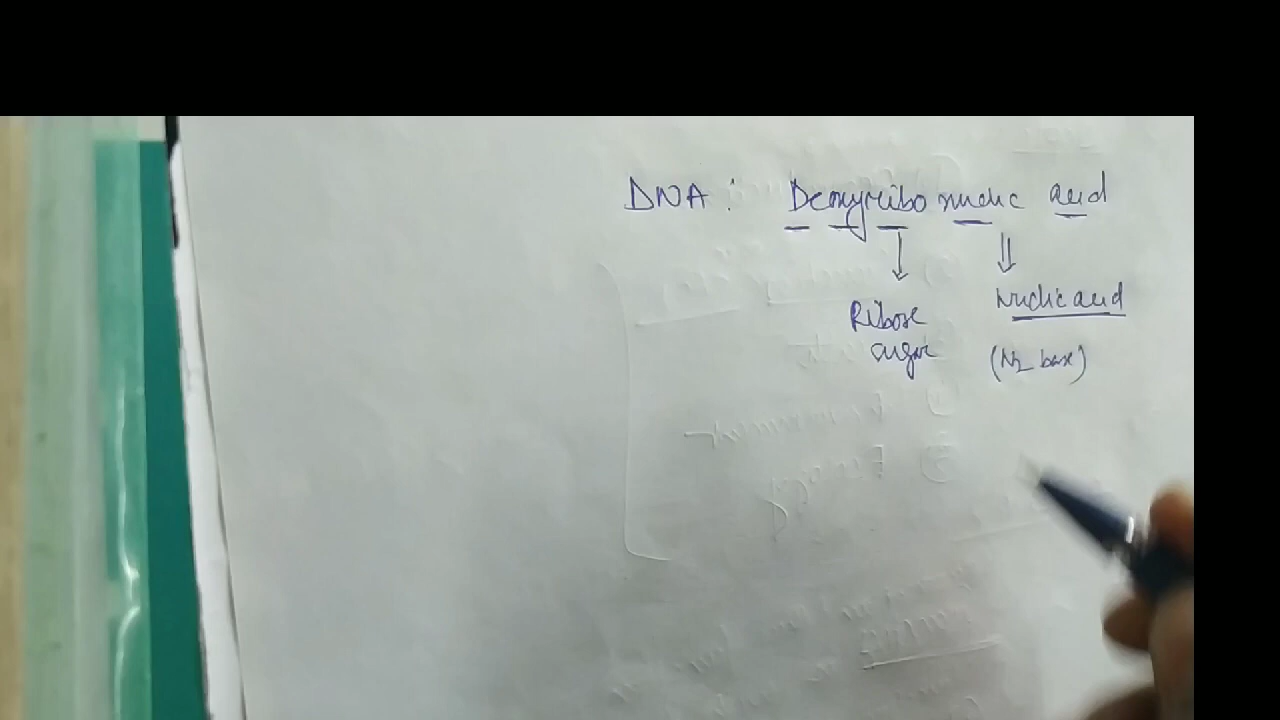 DNA : Deoxyribo nucleic acid
Ribose
sugar
Nucleic acid
(N2 base)